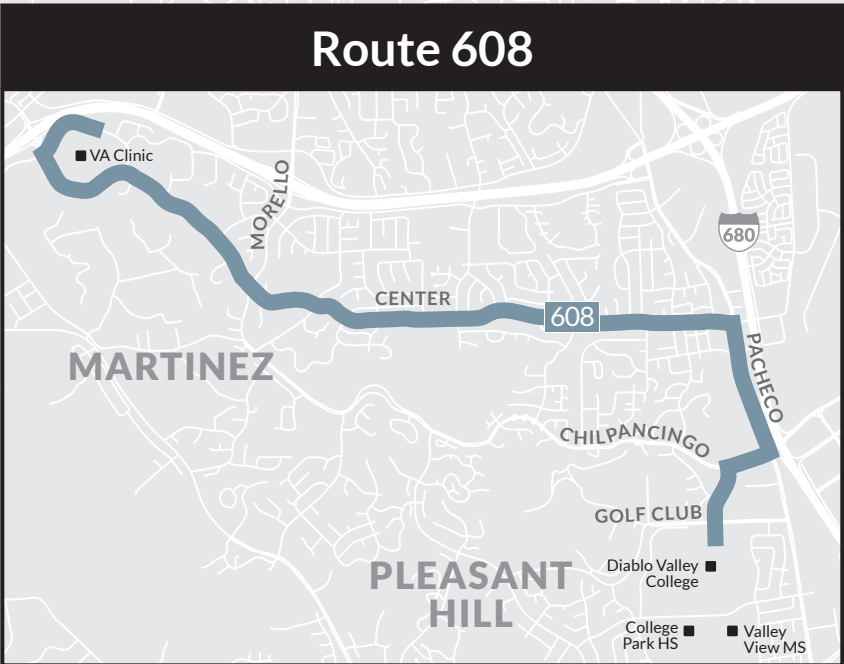 Route 608
VA Clinic
MORELLO
680
CENTER
608
PACHECO
MARTINEZ
CHILPANCINGO
GOLF CLUB
PLEASANT
HILL
Diablo Valley
College
College
Park HS
Valley
View MS